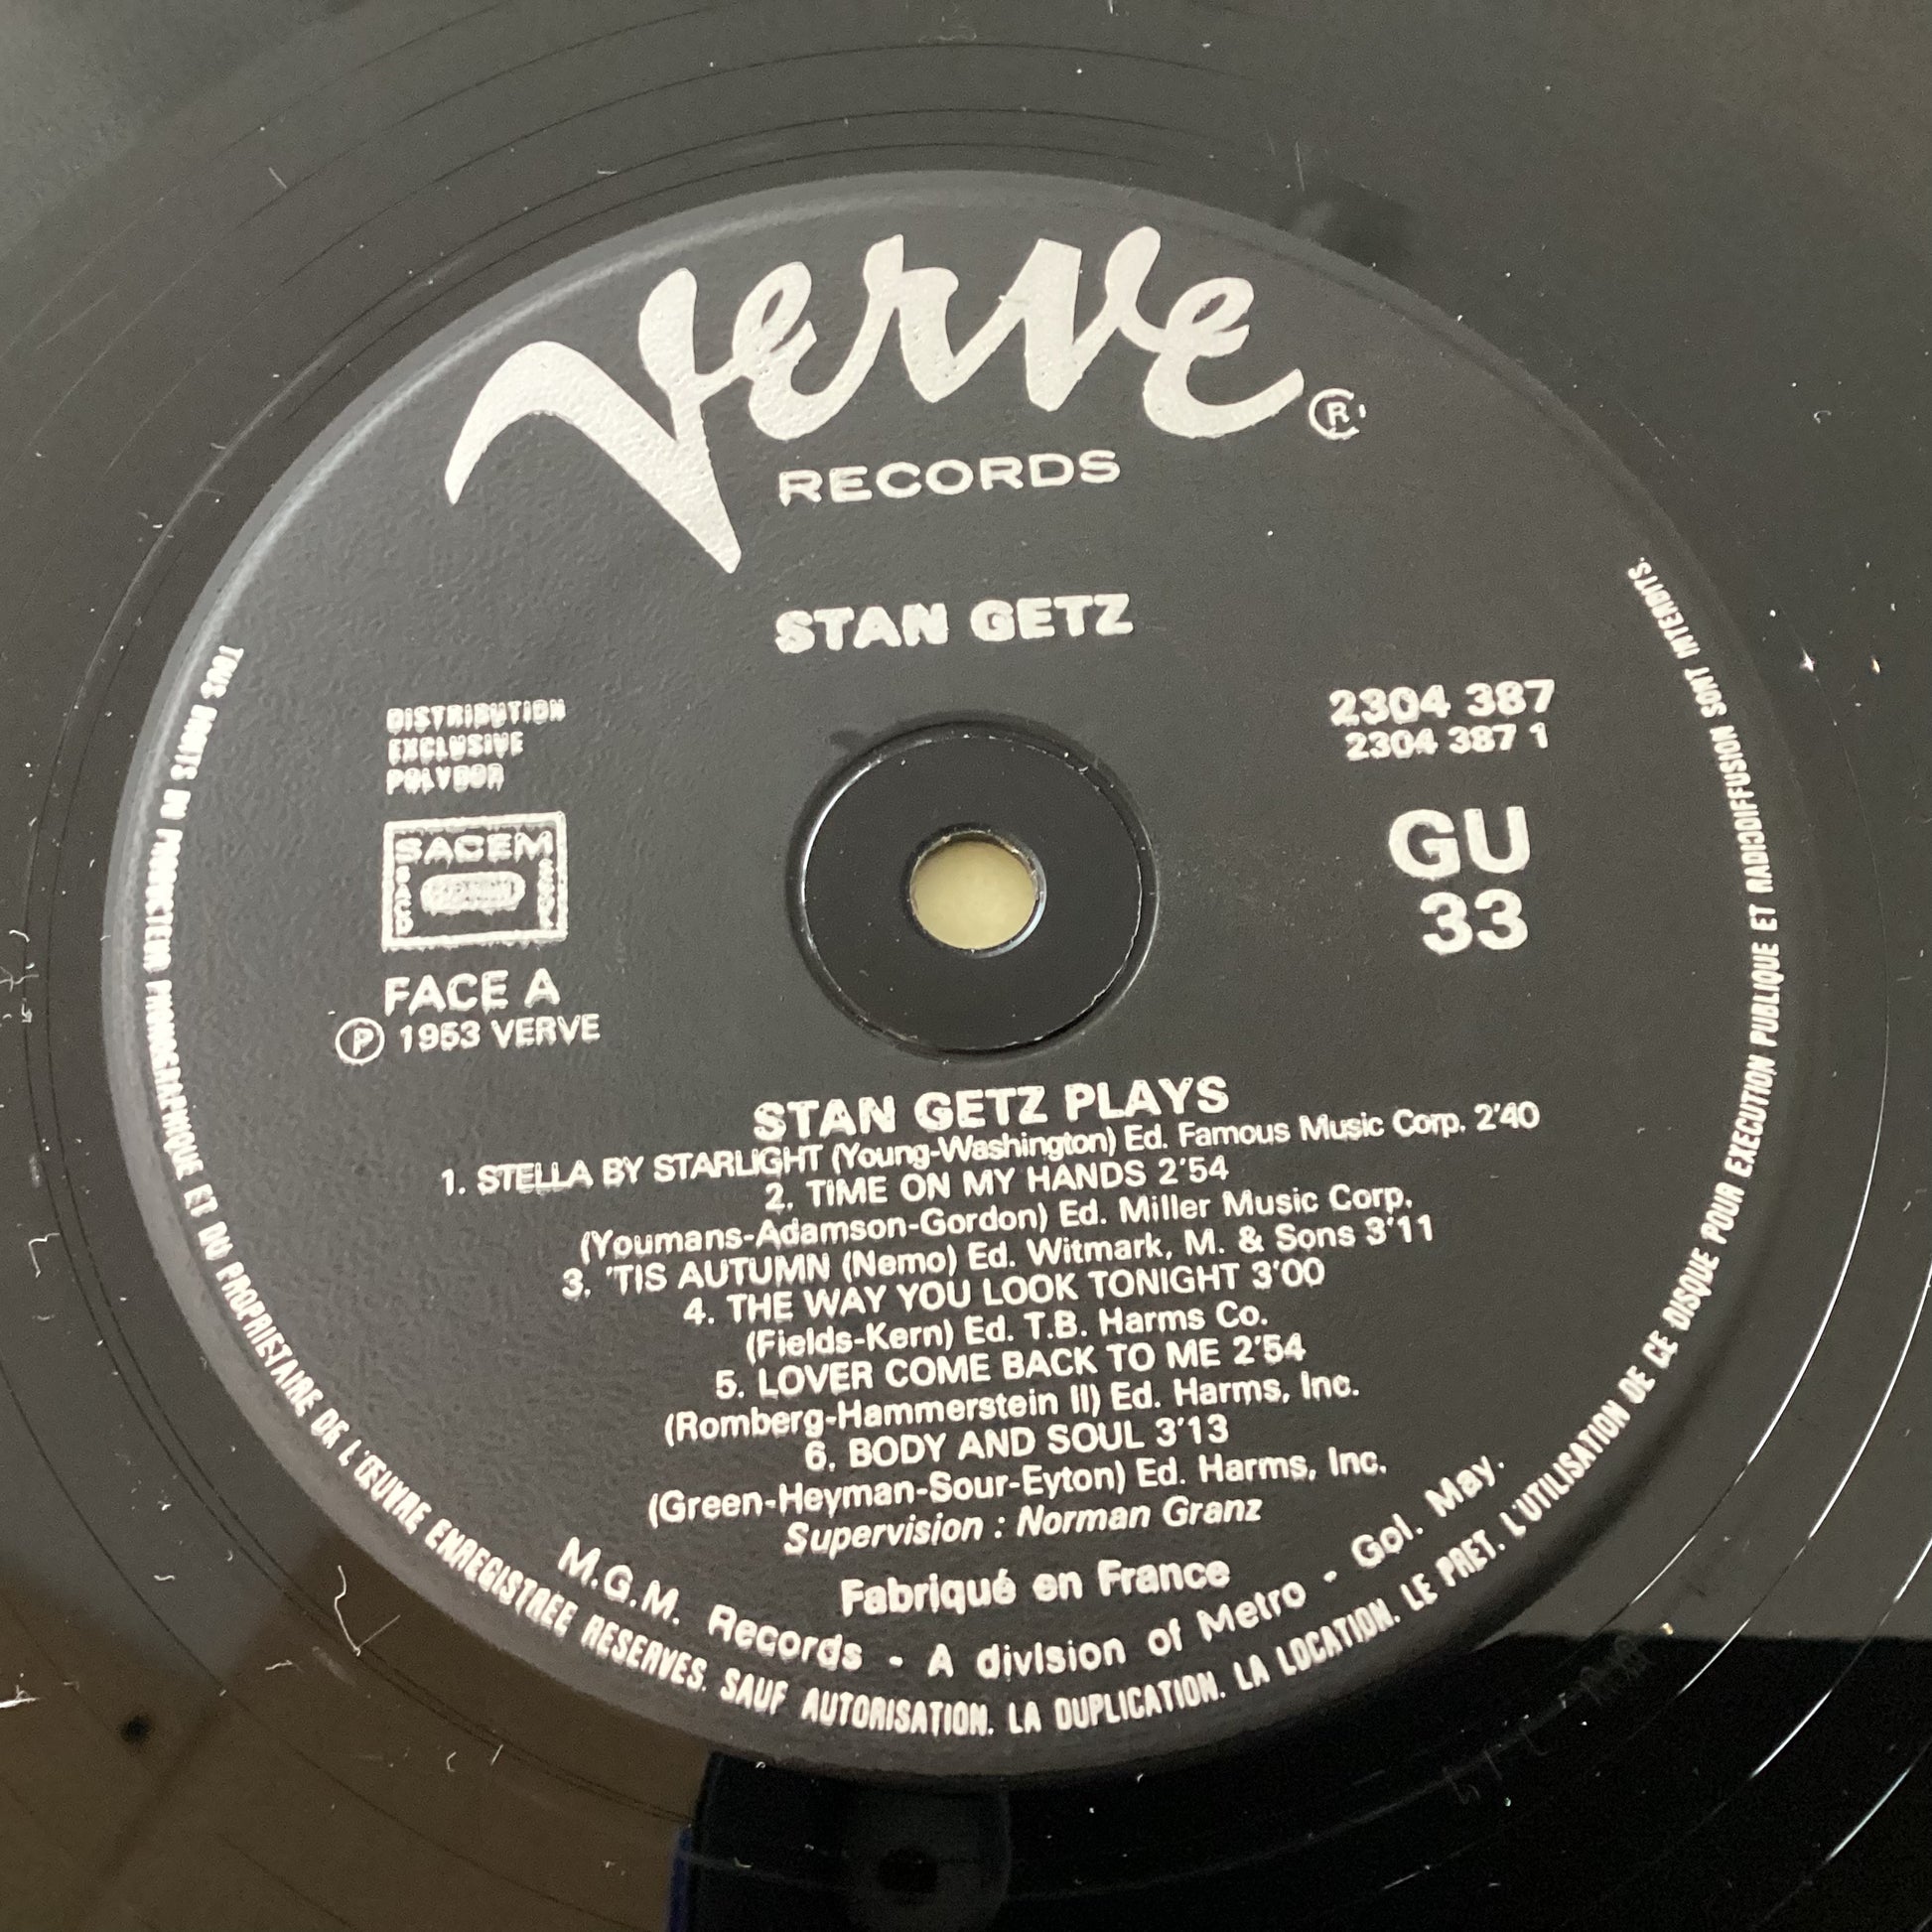 Verve ®
RECORDS
STAN GETZ
DISTRIBUTION
EXCLUSIVE
POLYDOR
SACEM
SACD
FACE A
Ⓟ 1953 VERVE
2304 387
2304 387 1
GU
33
STAN GETZ PLAYS
1. STELLA BY STARLIGHT (Young-Washington) Ed. Famous Music Corp. 2'40
2. TIME ON MY HANDS 2'54
(Youmans-Adamson-Gordon) Ed. Miller Music Corp.
3. 'TIS AUTUMN (Nemo) Ed. Witmark, M. & Sons 3'11
4. THE WAY YOU LOOK TONIGHT 3'00
(Fields-Kern) Ed. T.B. Harms Co.
5. LOVER COME BACK TO ME 2'54
(Romberg-Hammerstein II) Ed. Harms, Inc.
6. BODY AND SOUL 3'13
(Green-Heyman-Sour-Eyton) Ed. Harms, Inc.
Supervision : Norman Granz
Fabriqué en France
M.G.M. Records - A division of Metro - Gol. May.
TOUS DROITS DU PRODUCTEUR PHONOGRAPHIQUE ET DU PROPRIETAIRE DE L'ŒUVRE ENREGISTREE RESERVES. SAUF AUTORISATION. LA DUPLICATION. LA LOCATION. LE PRET. L'UTILISATION DE CE DISQUE POUR EXECUTION PUBLIQUE ET RADIODIFFUSION SONT INTERDITS.